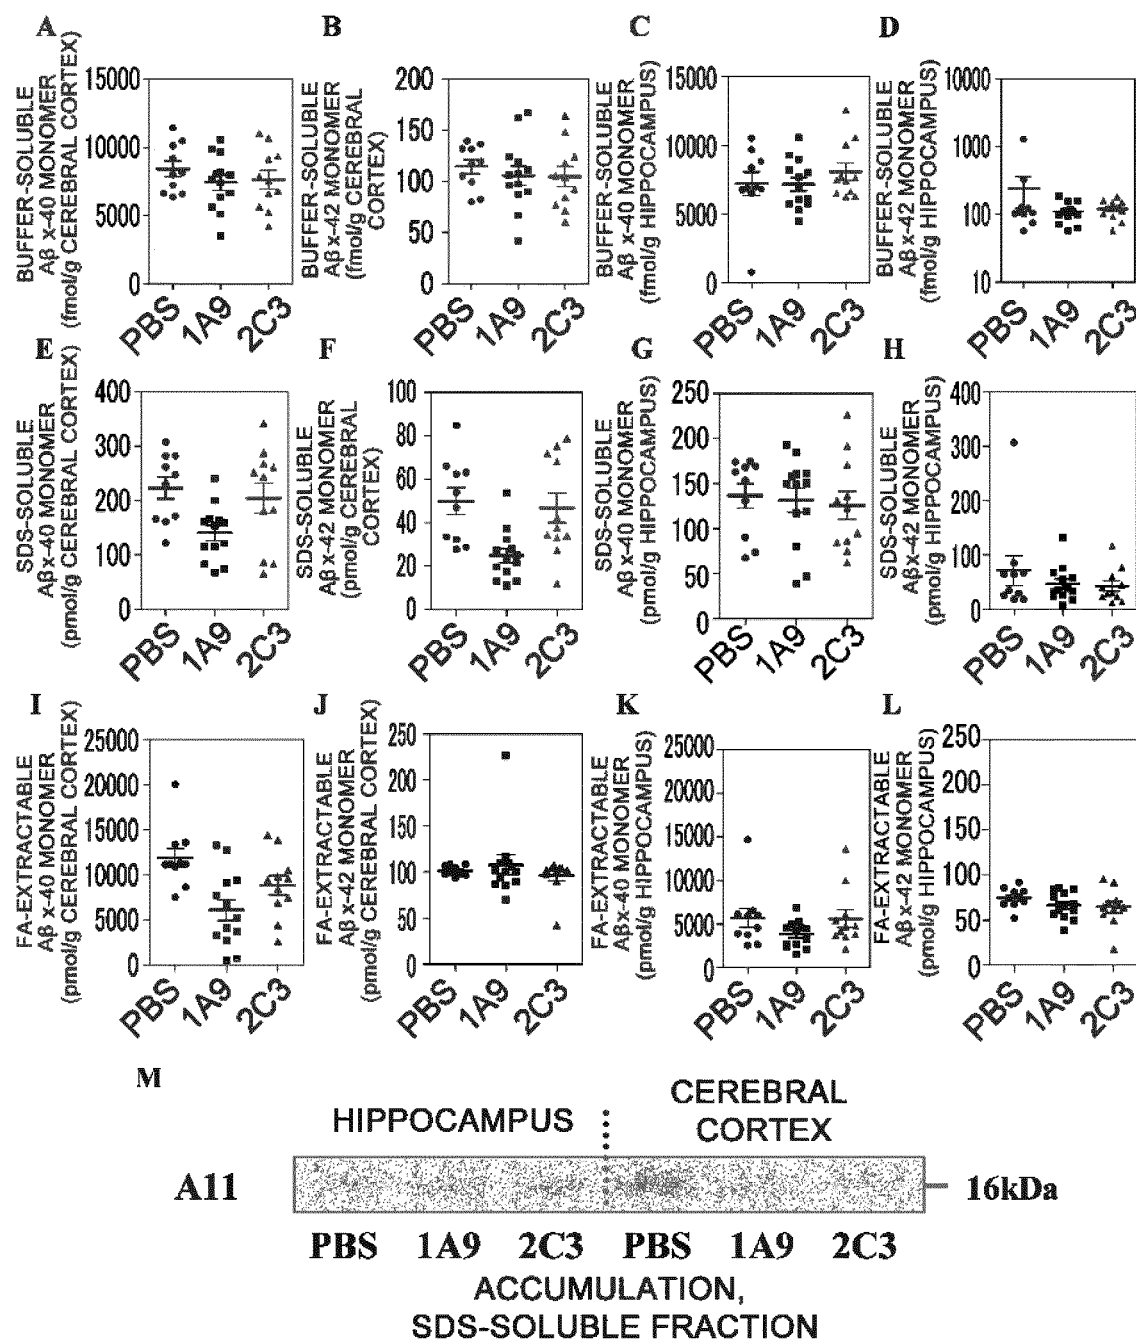 A
BUFFER-SOLUBLE
Aβ x-40 MONOMER
(fmol/g CEREBRAL CORTEX)
15000
10000
5000
0
PBS
1A9
2C3
B
BUFFER-SOLUBLE
Aβ x-42 MONOMER
(fmol/g CEREBRAL
CORTEX)
200
150
100
50
0
PBS
1A9
2C3
C
BUFFER-SOLUBLE
Aβ x-40 MONOMER
(fmol/g HIPPOCAMPUS)
15000
10000
5000
0
PBS
1A9
2C3
D
BUFFER-SOLUBLE
Aβ x-42 MONOMER
(fmol/g HIPPOCAMPUS)
10000
1000
100
10
PBS
1A9
2C3
E
SDS-SOLUBLE
Aβ x-40 MONOMER
(pmol/g CEREBRAL CORTEX)
400
300
200
100
0
PBS
1A9
2C3
F
SDS-SOLUBLE
Aβ x-42 MONOMER
(pmol/g CEREBRAL
CORTEX)
100
80
60
40
20
0
PBS
1A9
2C3
G
SDS-SOLUBLE
Aβ x-40 MONOMER
(pmol/g HIPPOCAMPUS)
250
200
150
100
50
0
PBS
1A9
2C3
H
SDS-SOLUBLE
Aβx-42 MONOMER
(pmol/g HIPPOCAMPUS)
400
300
200
100
50
0
PBS
1A9
2C3
I
FA-EXTRACTABLE
Aβ x-40 MONOMER
(pmol/g CEREBRAL CORTEX)
25000
20000
15000
10000
5000
0
PBS
1A9
2C3
J
FA-EXTRACTABLE
Aβ x-42 MONOMER
(pmol/g CEREBRAL CORTEX)
250
200
150
100
50
0
PBS
1A9
2C3
K
FA-EXTRACTABLE
Aβx-40 MONOMER
(pmol/g HIPPOCAMPUS)
25000
20000
15000
10000
5000
0
PBS
1A9
2C3
L
FA-EXTRACTABLE
Aβ x-42 MONOMER
(pmol/g HIPPOCAMPUS)
250
200
150
100
50
0
PBS
1A9
2C3
M
HIPPOCAMPUS
CEREBRAL
CORTEX
A11
16kDa
PBS 1A9 2C3 PBS 1A9 2C3
ACCUMULATION,
SDS-SOLUBLE FRACTION